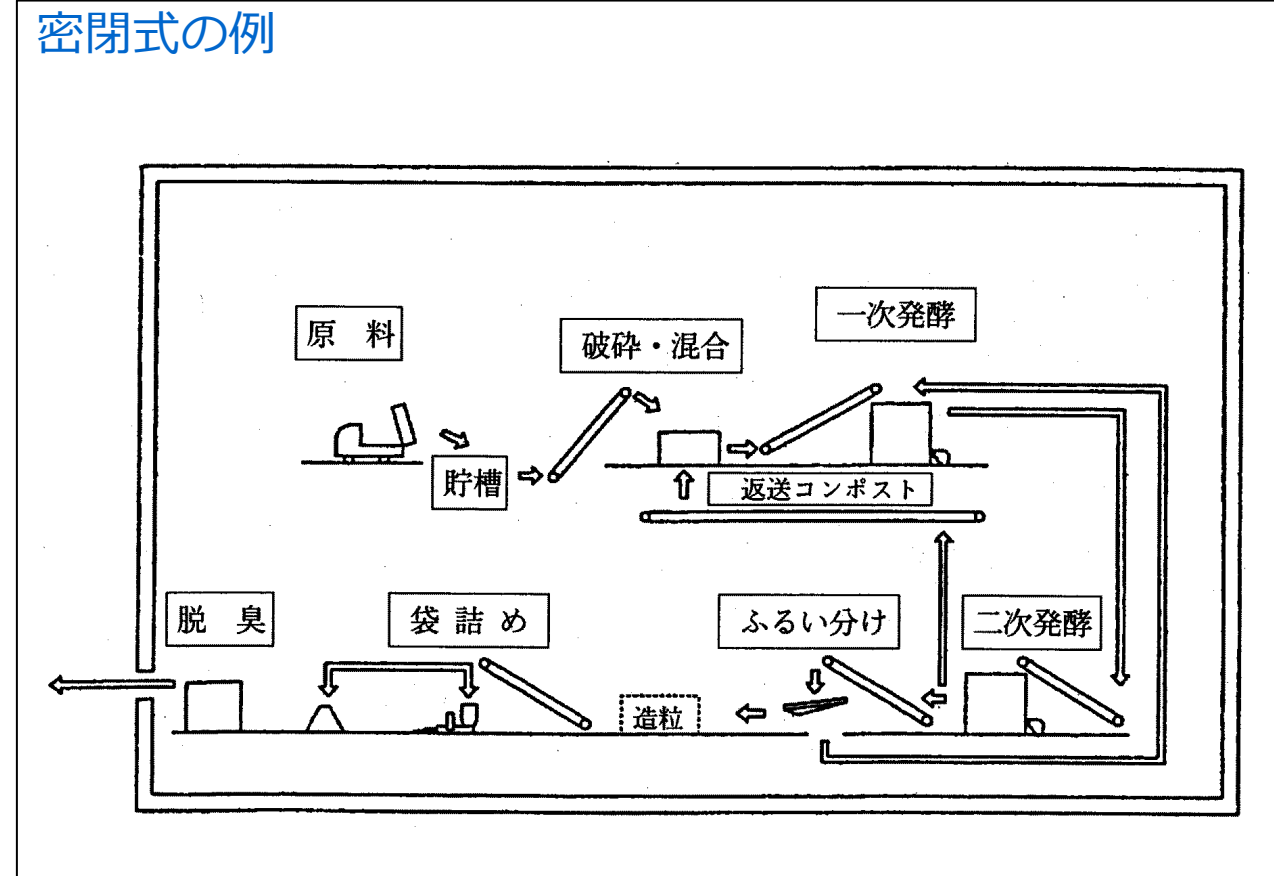 密閉式の例
原 料
破砕・混合
一次発酵
貯槽
返送コンポスト
脱 臭
袋 詰 め
ふるい分け
二次発酵
造粒